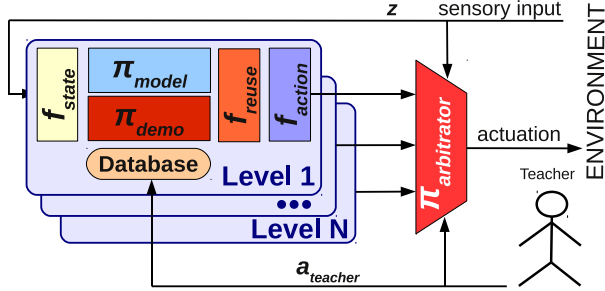 z
sensory input
f state
π model
π demo
f reuse
f action
Database
Level 1
•••
Level N
π arbitrator
actuation
ENVIRONMENT
Teacher
a teacher